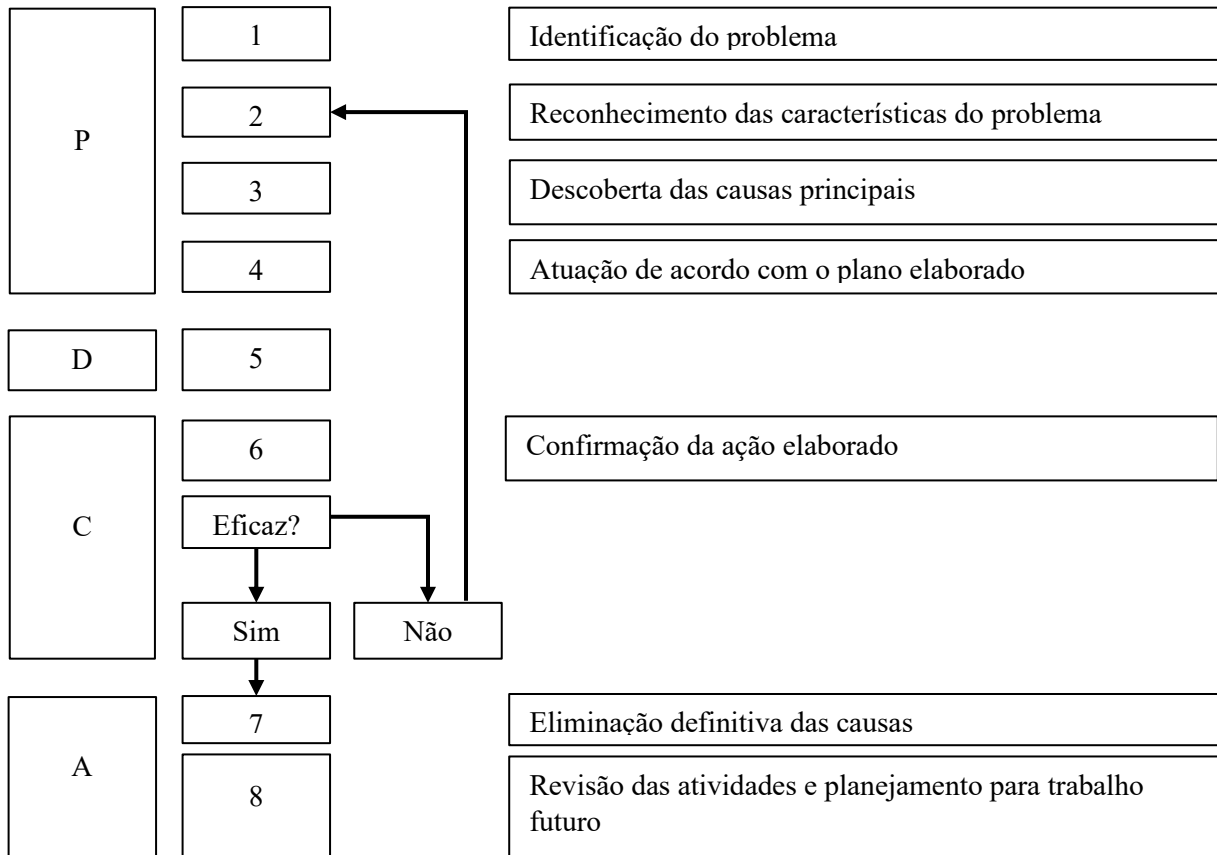 1
Identificação do problema
2
Reconhecimento das características do problema
P
3
Descoberta das causas principais
4
Atuação de acordo com o plano elaborado
D
5
6
Confirmação da ação elaborado
C
Eficaz?
Sim
Não
7
Eliminação definitiva das causas
A
8
Revisão das atividades e planejamento para trabalho
futuro